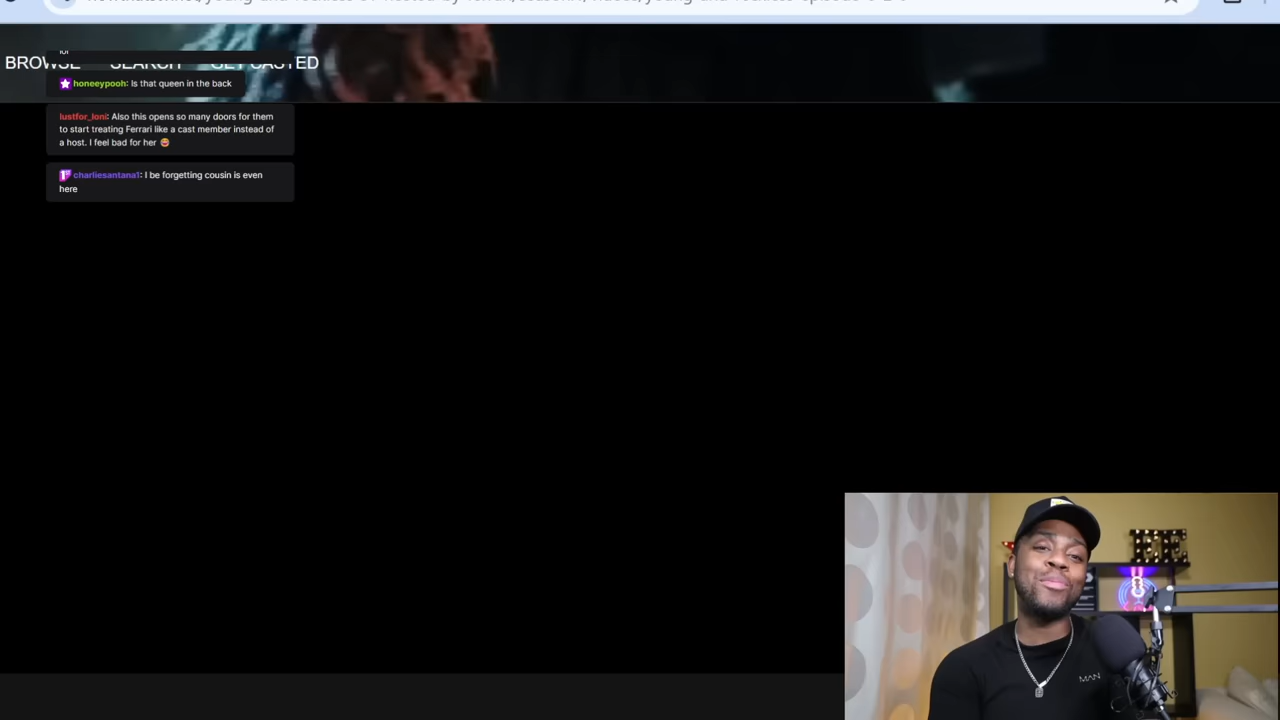 BROWSE SEARCH GET CASTED
lol
honeeypooh: Is that queen in the back
lustfor_loni: Also this opens so many doors for them
to start treating Ferrari like a cast member instead of
a host. I feel bad for her
charliesantana1: I be forgetting cousin is even
here
EE
MAN